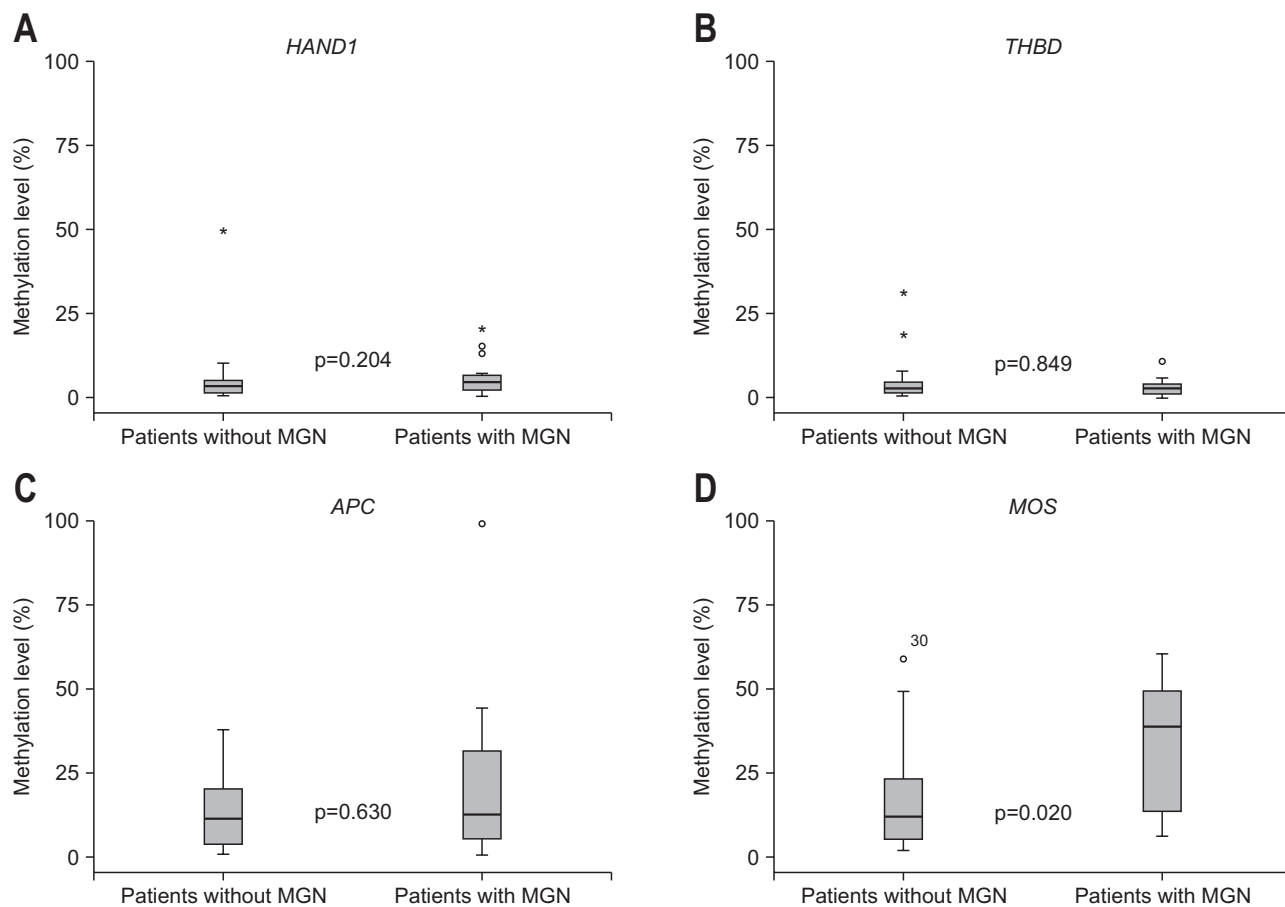 A
HAND1
100
75
50
25
0
Methylation level (%)
*
*
p=0.204
Patients without MGN
Patients with MGN
B
THBD
100
75
50
25
0
Methylation level (%)
*
*
p=0.849
Patients without MGN
Patients with MGN
C
APC
100
75
50
25
0
Methylation level (%)
p=0.630
Patients without MGN
Patients with MGN
D
MOS
100
75
50
25
0
Methylation level (%)
30
p=0.020
Patients without MGN
Patients with MGN